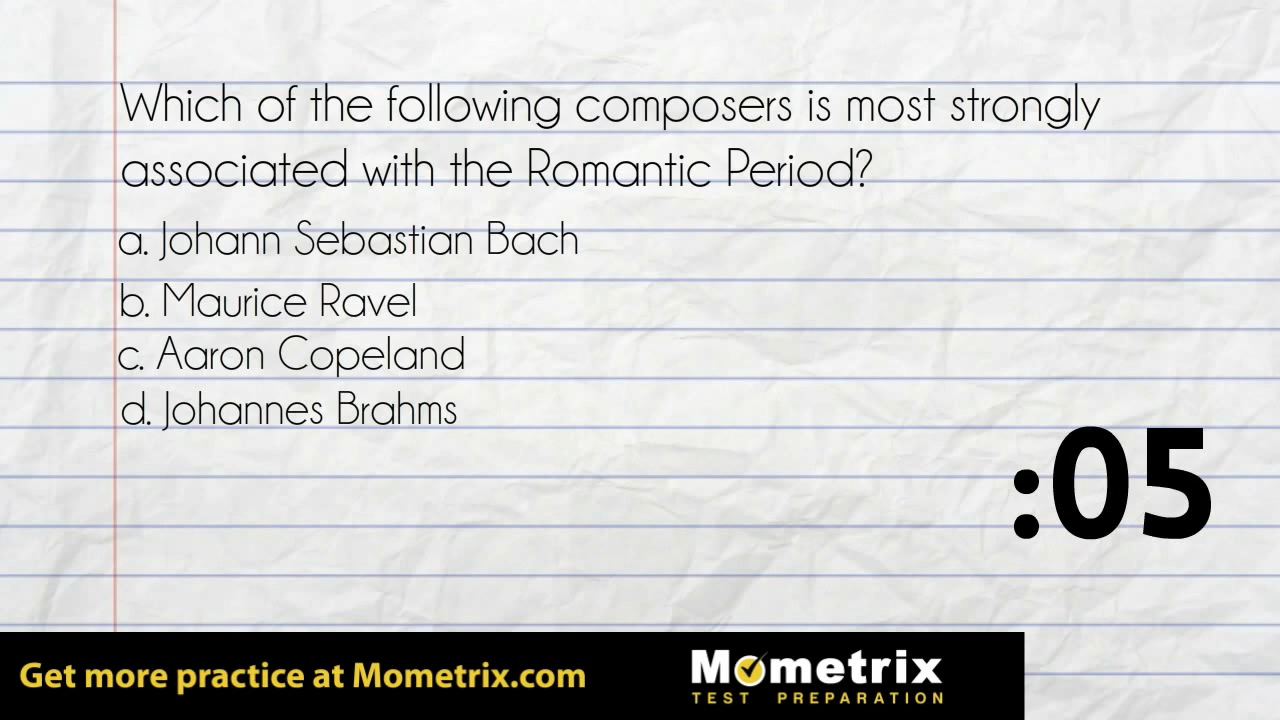 Which of the following composers is most strongly
associated with the Romantic Period?
a. Johann Sebastian Bach
b. Maurice Ravel
c. Aaron Copeland
d. Johannes Brahms
:05
Get more practice at Mometrix.com
Mometrix
TEST PREPARATION